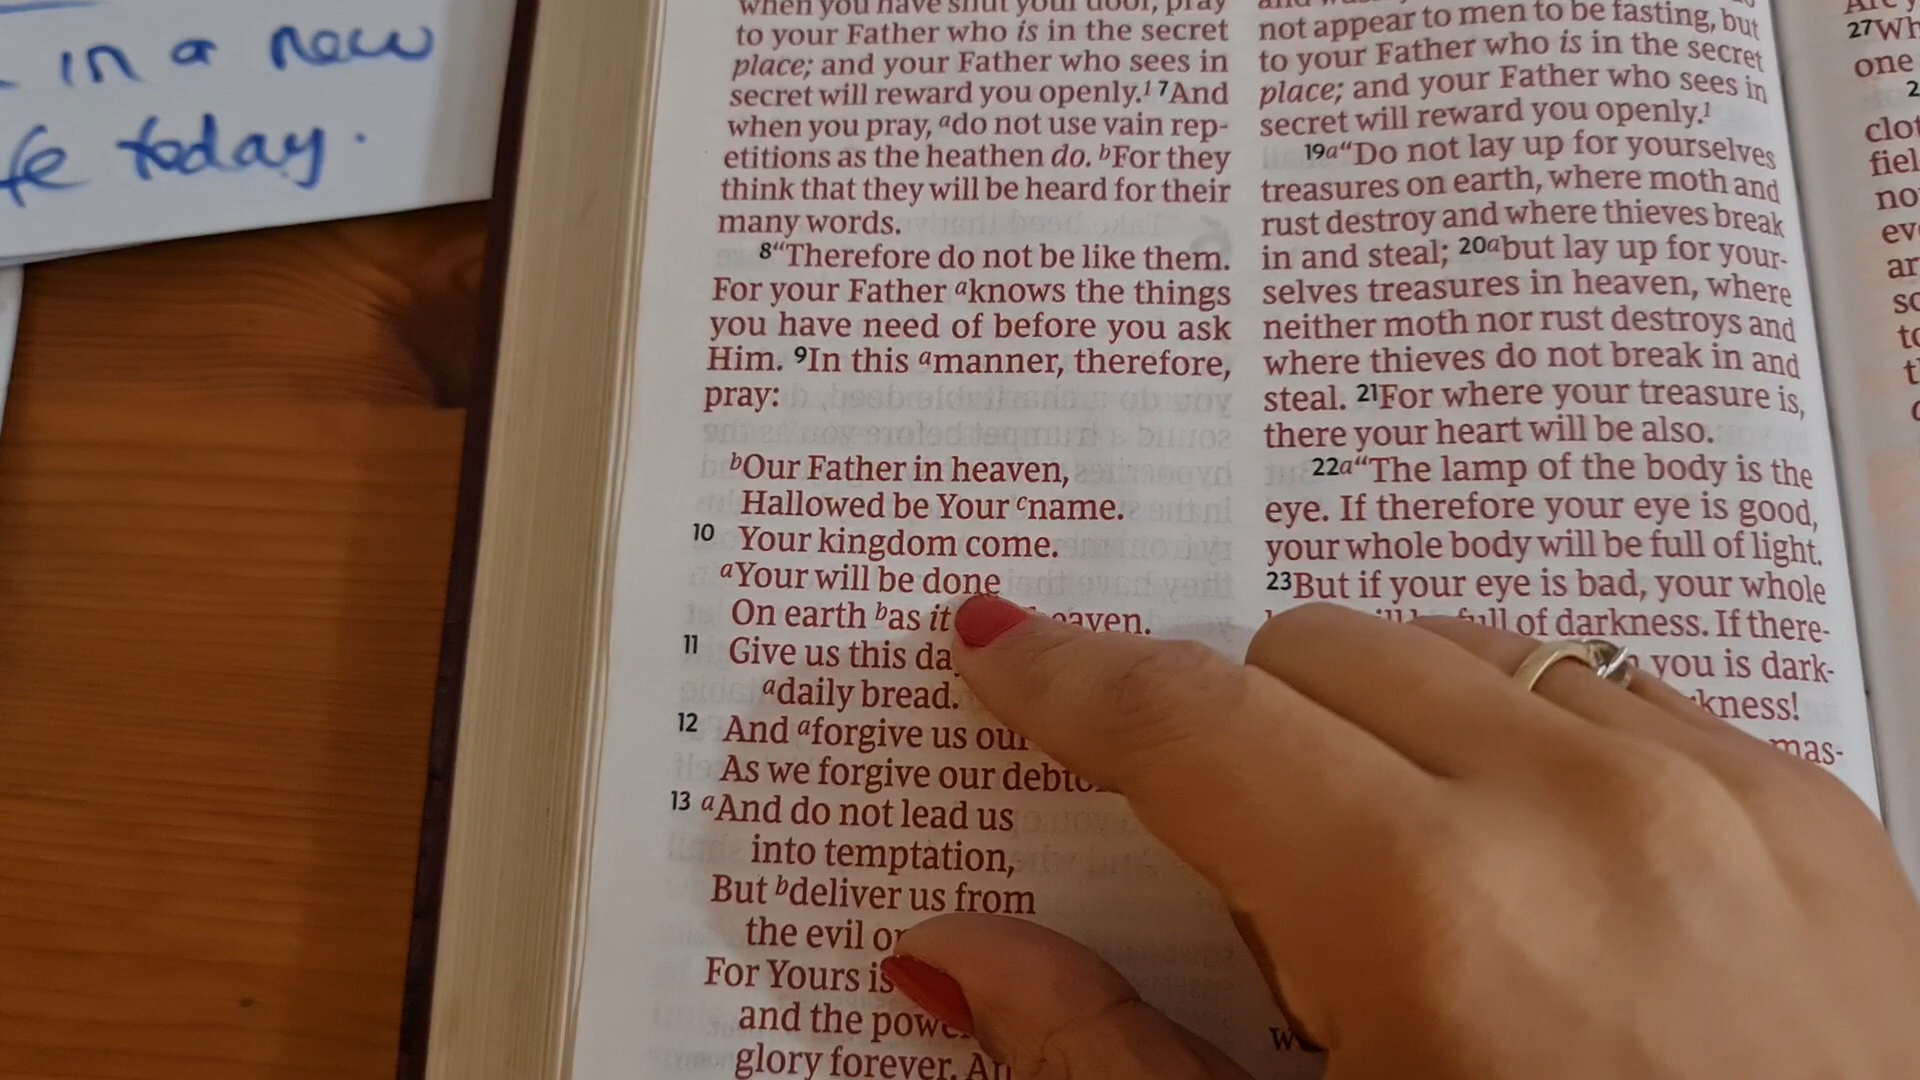 in a new
today.
when you have shut your door, pray
to your Father who is in the secret
place; and your Father who sees in
secret will reward you openly.¹ 7And
when you pray, ado not use vain rep-
etitions as the heathen do. bFor they
think that they will be heard for their
many words.
8“Therefore do not be like them.
For your Father aknows the things
you have need of before you ask
Him. 9In this amanner, therefore,
pray:
bOur Father in heaven,
Hallowed be Your cname.
10 Your kingdom come.
aYour will be done
On earth bas it
11 Give us this
adaily bread.
12 And aforgive us our
As we forgive our
13 aAnd do not lead us
into temptation,
But bdeliver us from
the evil
For Yours is
and the
glory forever.
not appear to men to be fasting, but
to your Father who is in the secret
place; and your Father who sees in
secret will reward you openly.¹
19a“Do not lay up for yourselves
treasures on earth, where moth and
rust destroy and where thieves break
in and steal; 20abut lay up for your-
selves treasures in heaven, where
neither moth nor rust destroys and
where thieves do not break in and
steal. 21For where your treasure is,
there your heart will be also.
22a“The lamp of the body is the
eye. If therefore your eye is good,
your whole body will be full of light.
23But if your eye is bad, your whole
full of darkness. If there-
you is dark-
mas-
27
one